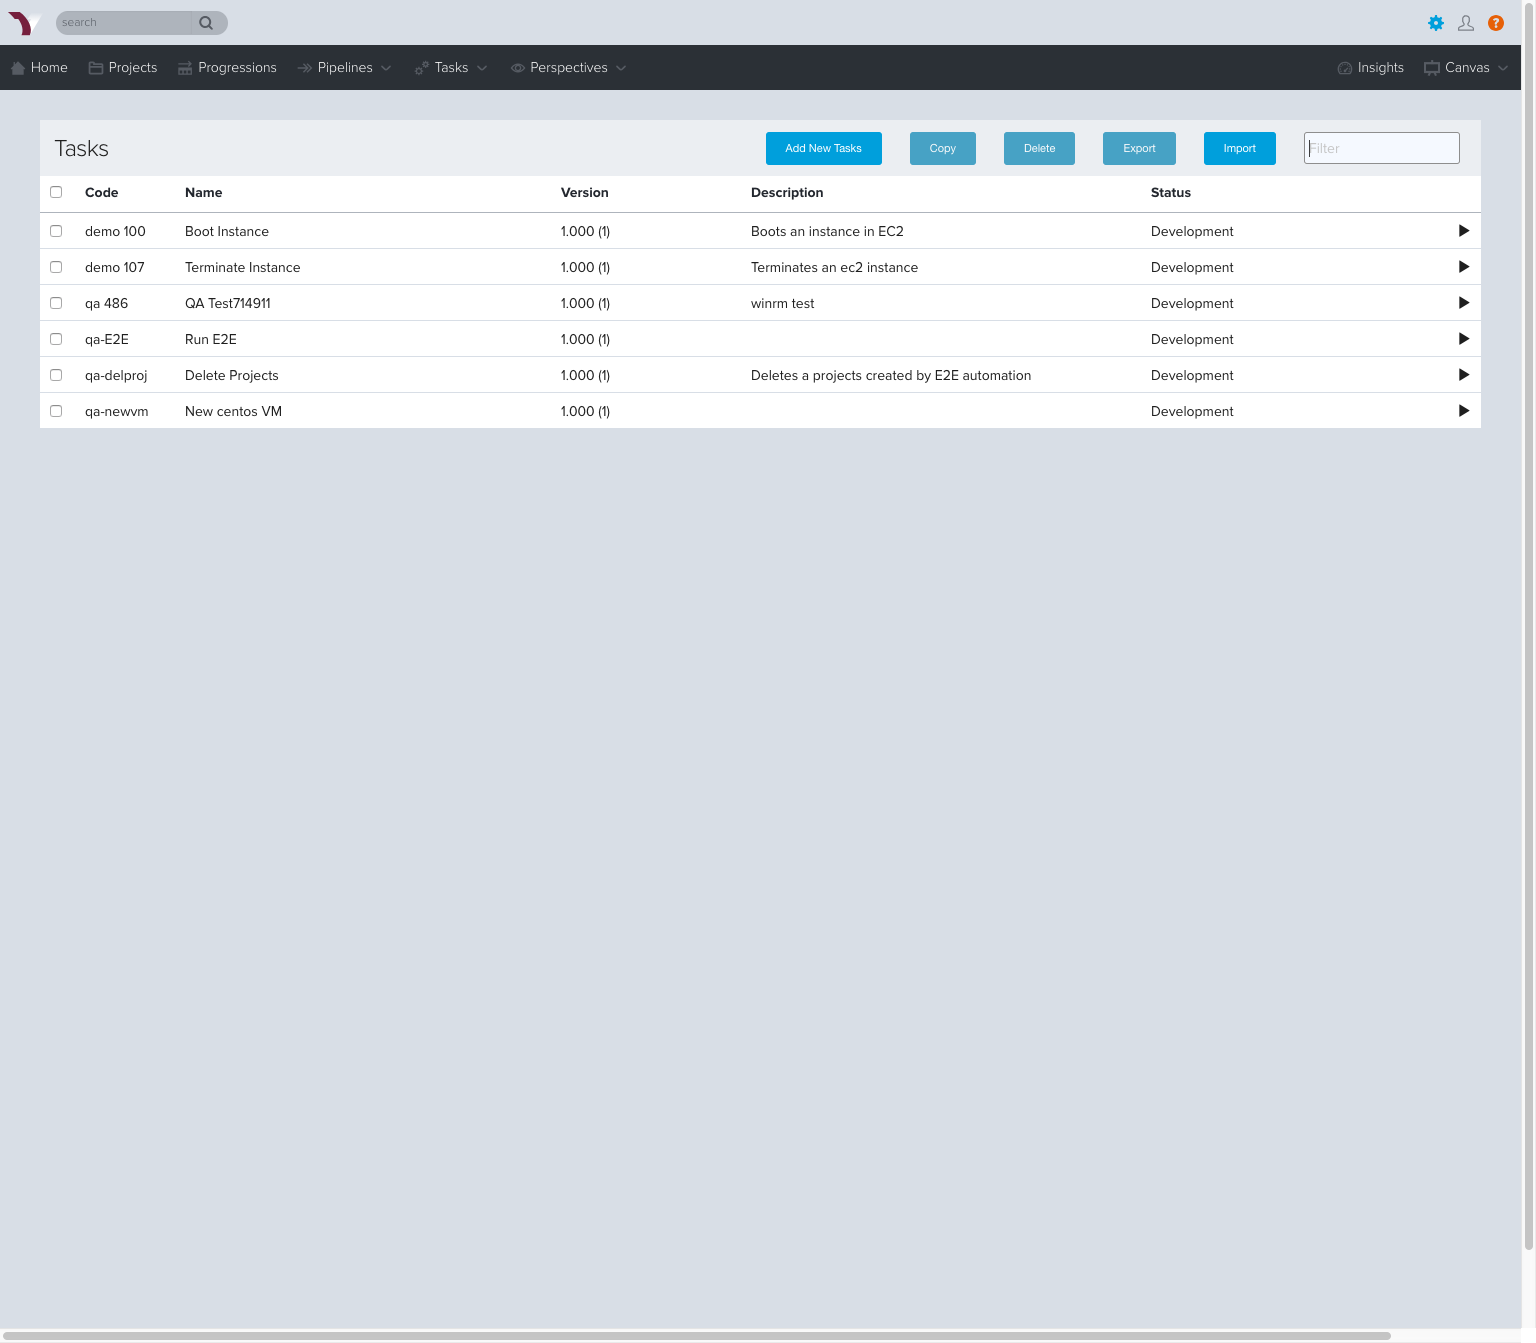 search
?
Home Projects Progressions Pipelines Tasks Perspectives Insights Canvas
Tasks Add New Tasks Copy Delete Export Import Filter
Code Name Version Description Status
demo 100 Boot Instance 1.000 (1) Boots an instance in EC2 Development
demo 107 Terminate Instance 1.000 (1) Terminates an ec2 instance Development
qa 486 QA Test714911 1.000 (1) winrm test Development
qa-E2E Run E2E 1.000 (1) Development
qa-delproj Delete Projects 1.000 (1) Deletes a projects created by E2E automation Development
qa-newvm New centos VM 1.000 (1) Development